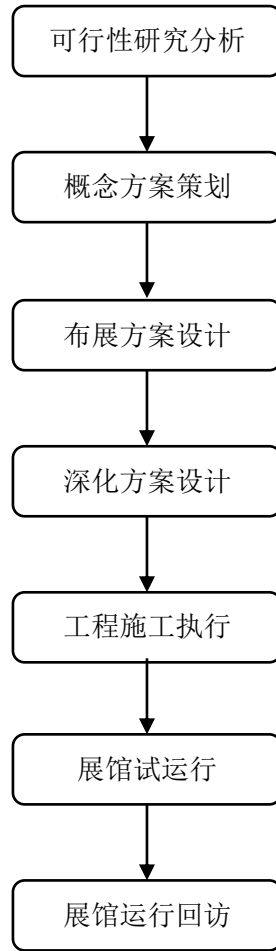 可行性研究分析
概念方案策划
布展方案设计
深化方案设计
工程施工执行
展馆试运行
展馆运行回访